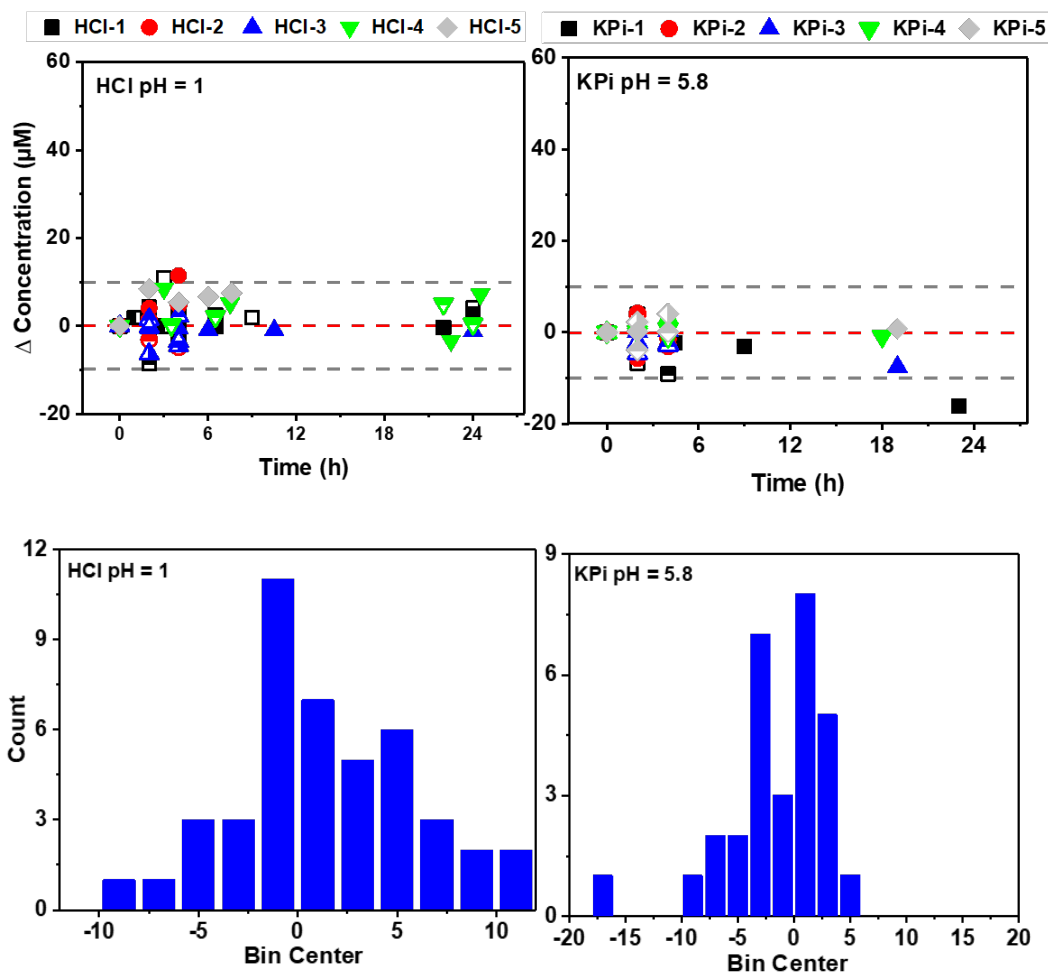 HCl-1 HCl-2 HCl-3 HCl-4 HCl-5
KPi-1 KPi-2 KPi-3 KPi-4 KPi-5
HCl pH = 1
60
40
20
0
-20
Δ Concentration (µM)
0 6 12 18 24
Time (h)
KPi pH = 5.8
60
40
20
0
-20
0 6 12 18 24
Time (h)
HCl pH = 1
12
9
6
3
0
Count
-10 -5 0 5 10
Bin Center
KPi pH = 5.8
9
6
3
0
-20 -15 -10 -5 0 5 10 15 20
Bin Center